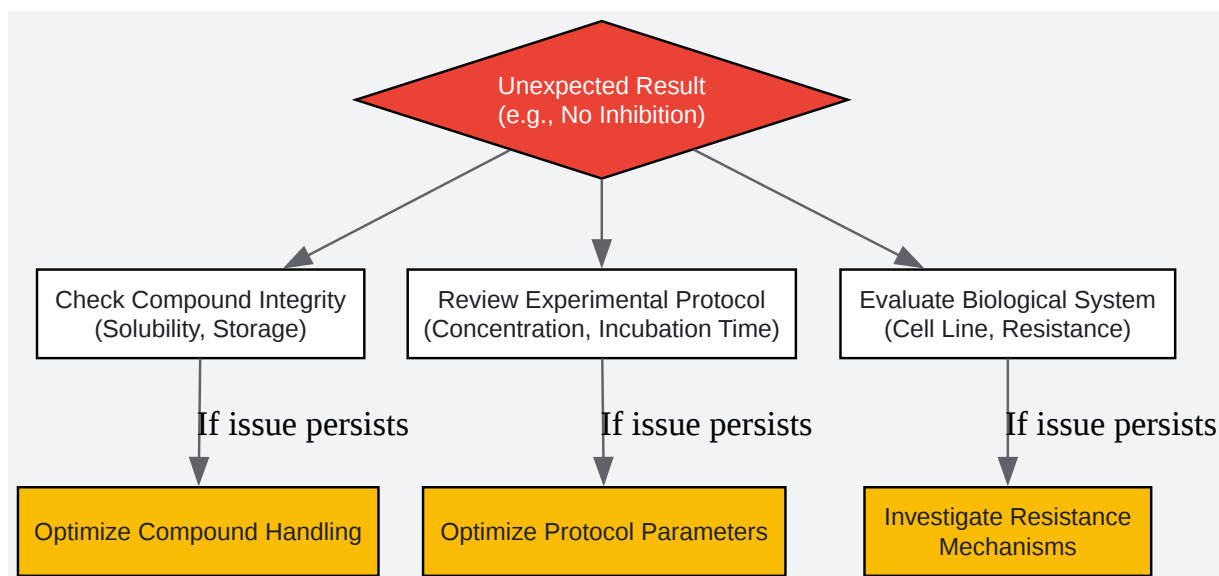 Unexpected Result
(e.g., No Inhibition)
Check Compound Integrity
(Solubility, Storage)
Review Experimental Protocol
(Concentration, Incubation Time)
Evaluate Biological System
(Cell Line, Resistance)
If issue persists
If issue persists
If issue persists
Optimize Compound Handling
Optimize Protocol Parameters
Investigate Resistance
Mechanisms